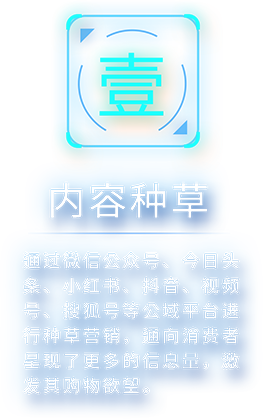 壹
内容种草
通过微信公众号、今日头
条、小红书、抖音、视频
号、搜狐号等公域平台进
行种草营销，通向消费者
呈现了更多的信息量，激
发其购物欲望。